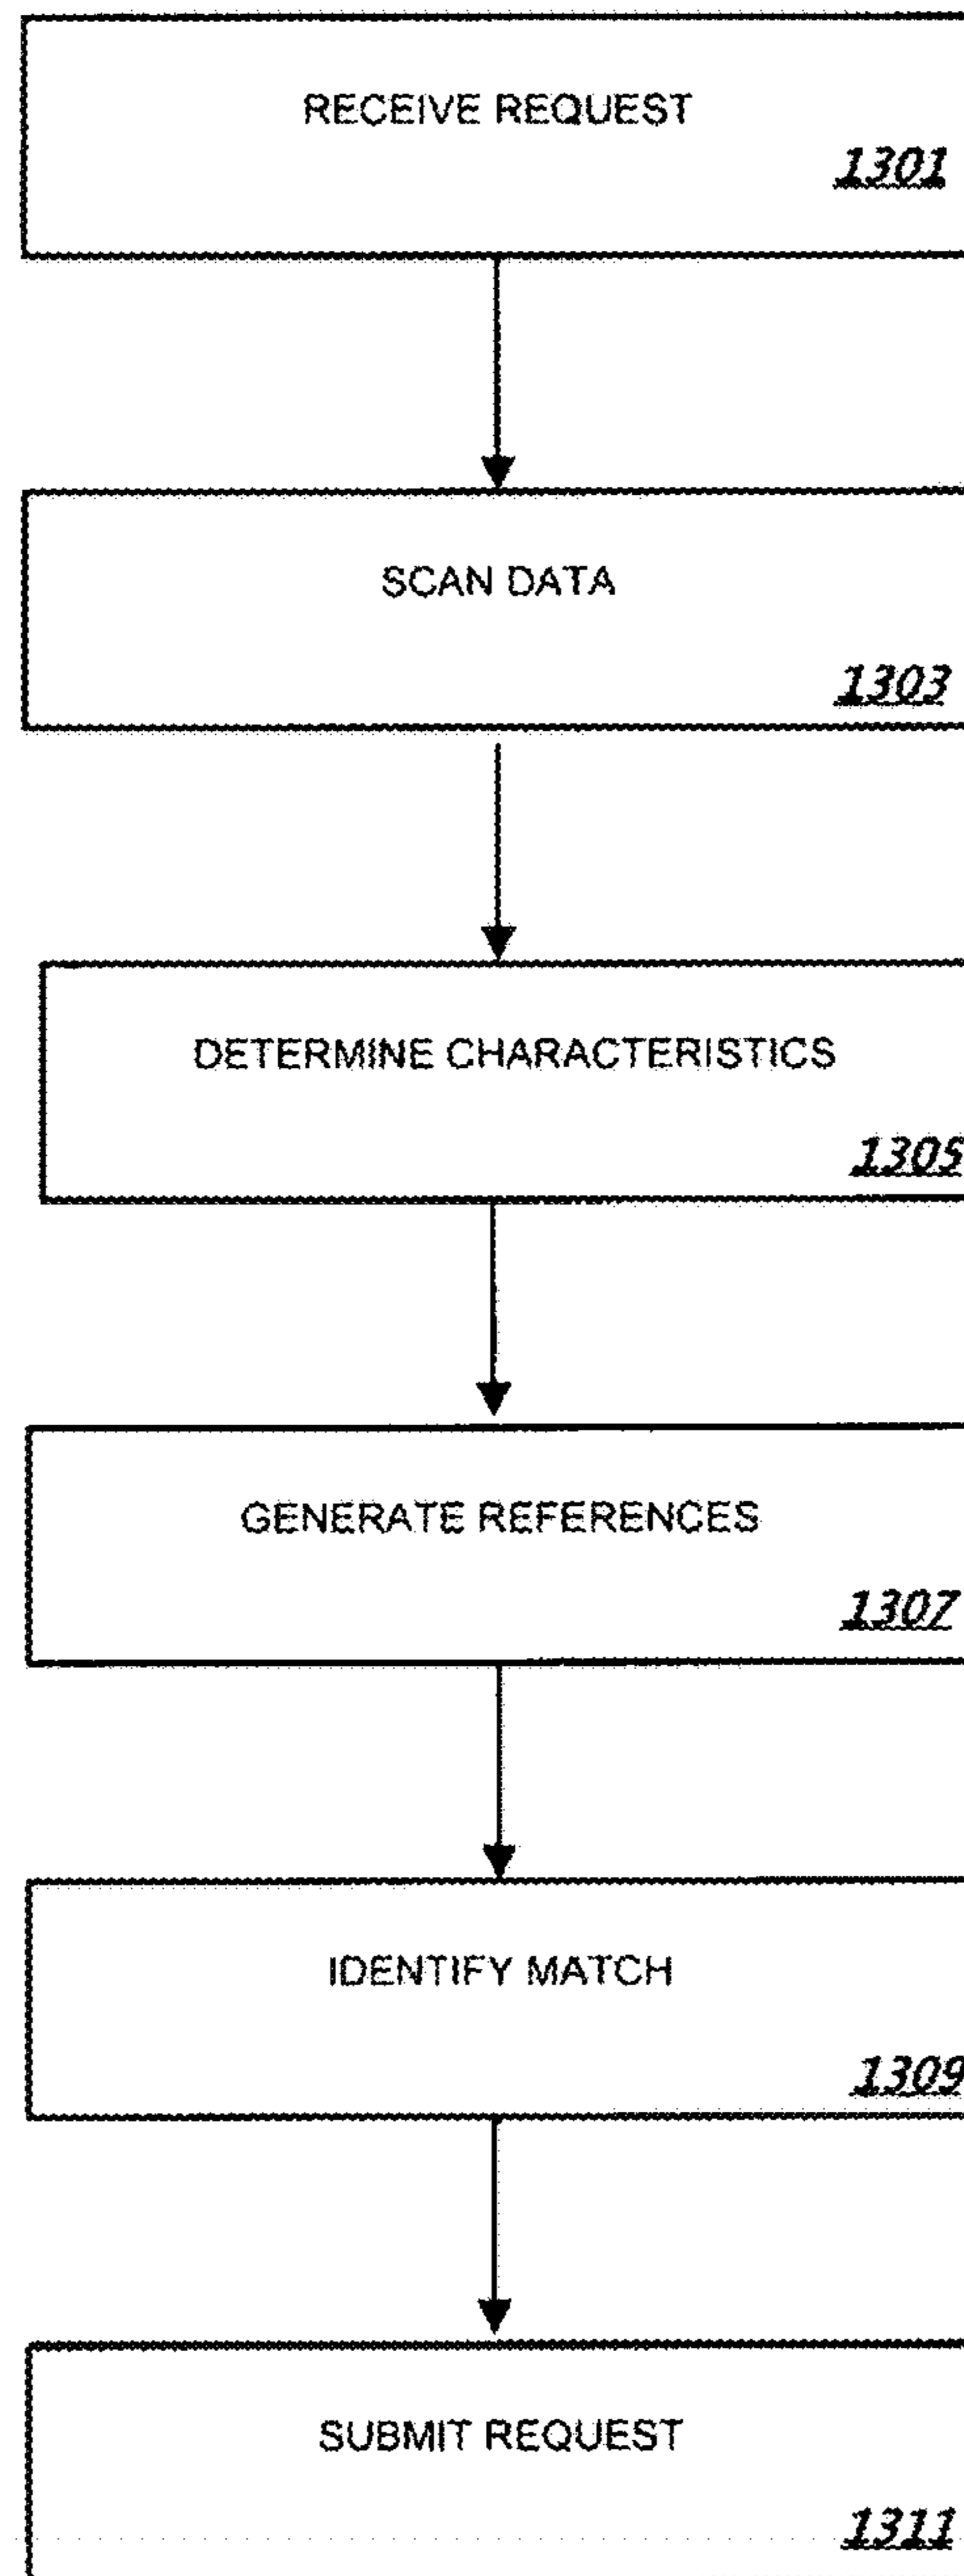 RECEIVE REQUEST
1301
SCAN DATA
1303
DETERMINE CHARACTERISTICS
1305
GENERATE REFERENCES
1307
IDENTIFY MATCH
1309
SUBMIT REQUEST
1311